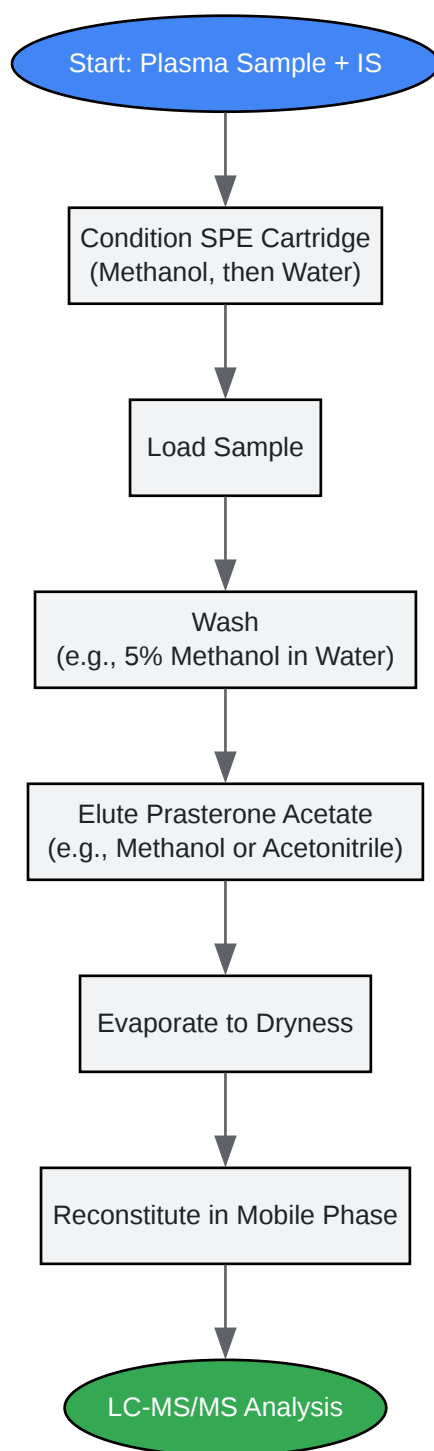 Start: Plasma Sample + IS
Condition SPE Cartridge
(Methanol, then Water)
Load Sample
Wash
(e.g., 5% Methanol in Water)
Elute Prasterone Acetate
(e.g., Methanol or Acetonitrile)
Evaporate to Dryness
Reconstitute in Mobile Phase
LC-MS/MS Analysis